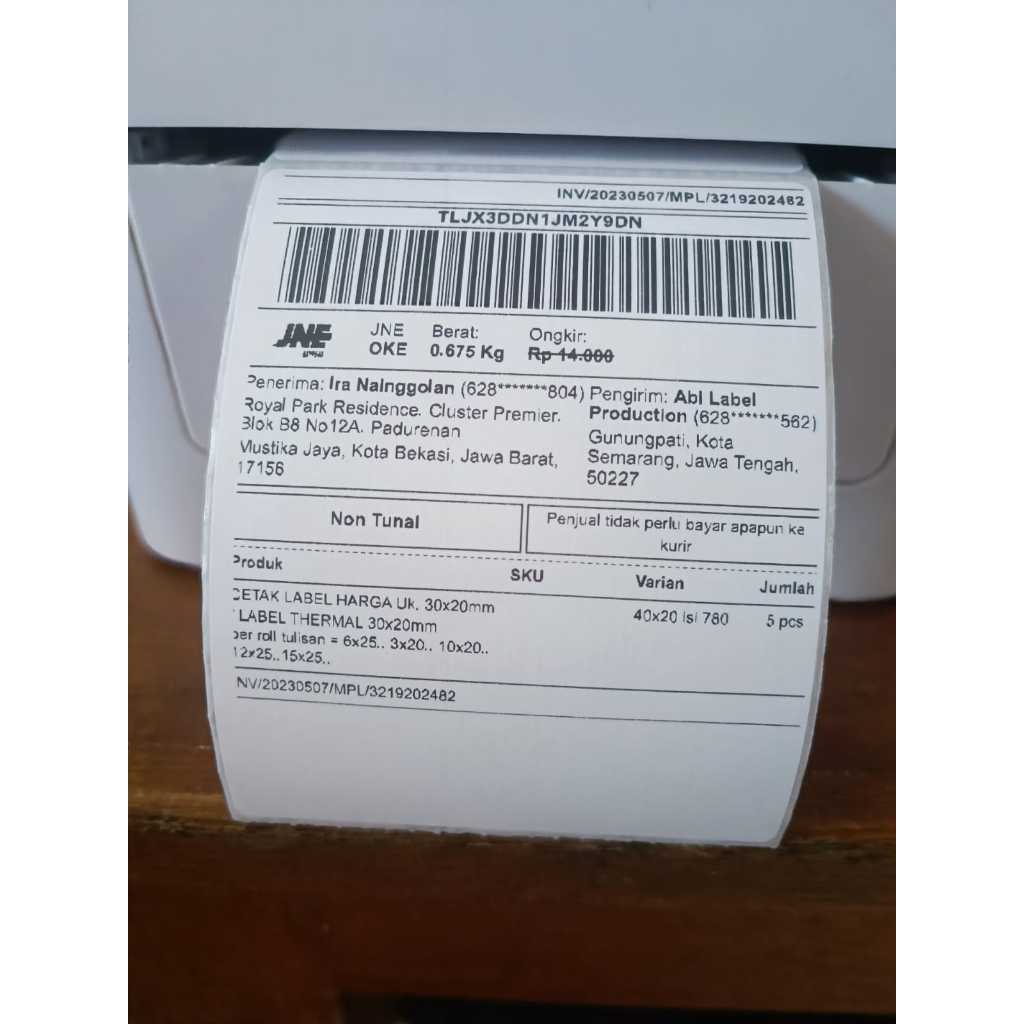 INV/20230507/MPL/3219202482
TLJX3DDN1JM2Y9DN
JNE
JNE
OKE
Berat:
0.675 Kg
Ongkir:
Rp 14.000
Penerima: Ira Nainggolan (628*******804)
Royal Park Residence. Cluster Premier.
Blok B8 No12A. Padurenan
Mustika Jaya, Kota Bekasi, Jawa Barat,
17156
Pengirim: Abi Label
Production (628*******562)
Gunungpati, Kota
Semarang, Jawa Tengah,
50227
Non Tunai
Penjual tidak perlu bayar apapun ke
kurir
Produk SKU Varian Jumlah
CETAK LABEL HARGA Uk. 30x20mm 40x20 isi 780 5 pcs
LABEL THERMAL 30x20mm
per roll tulisan = 6x25.. 3x20.. 10x20..
12x25..15x25..
NV/20230507/MPL/3219202482